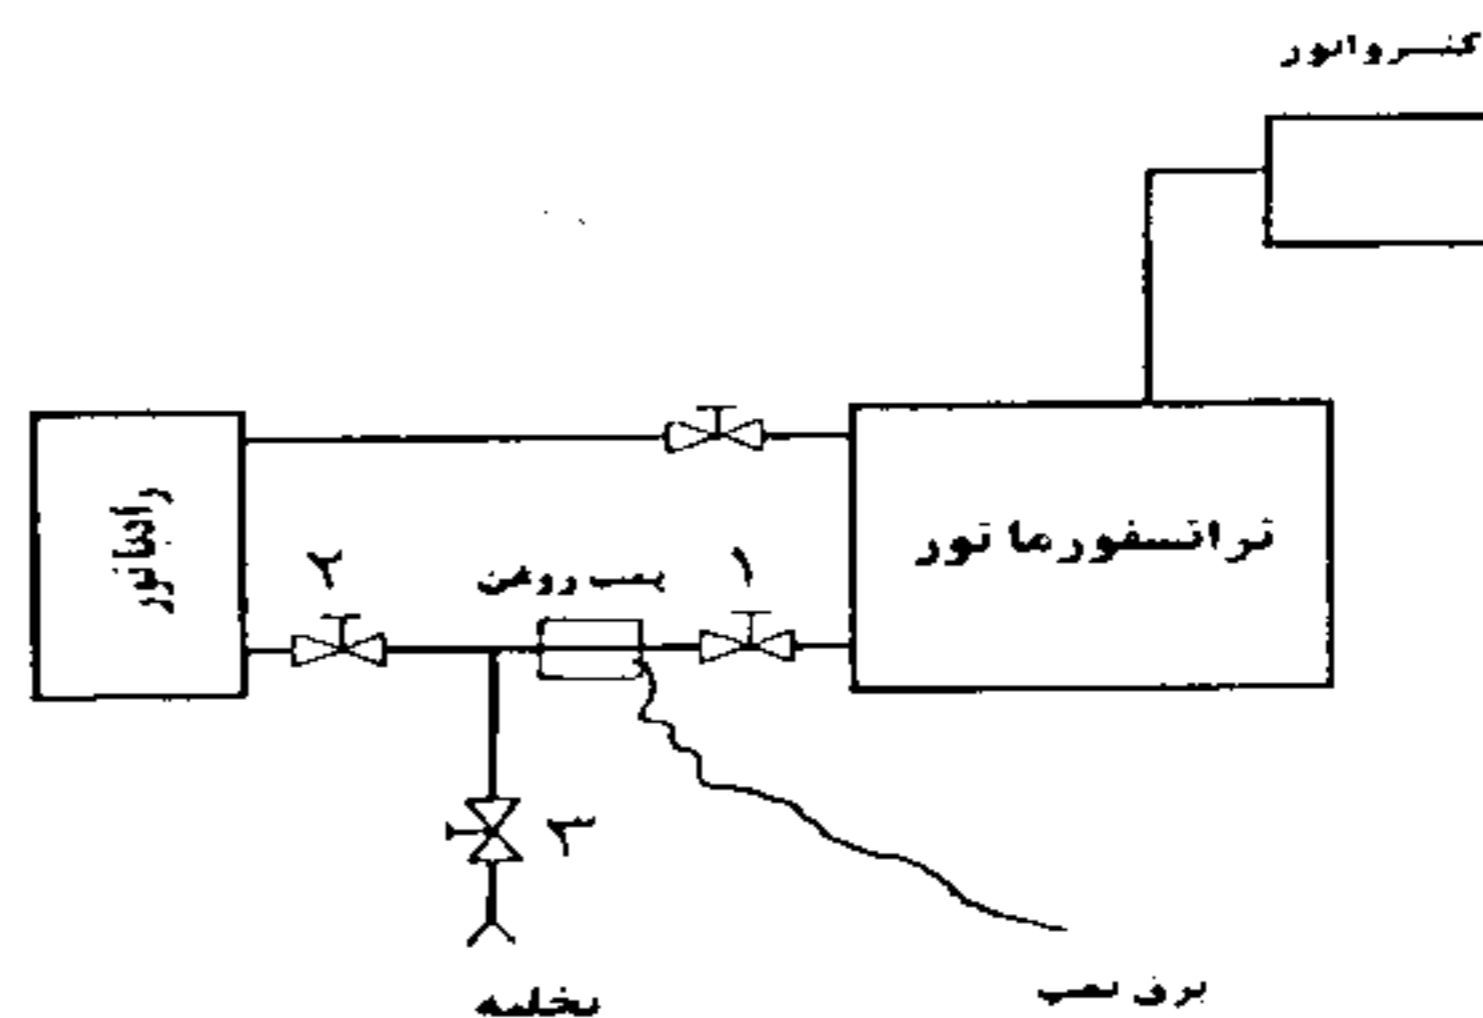 کنسرواتور
ترانسفورماتور
رادیاتور
۲
پمپ روغن
۱
۳
تخلیه
برق پمپ